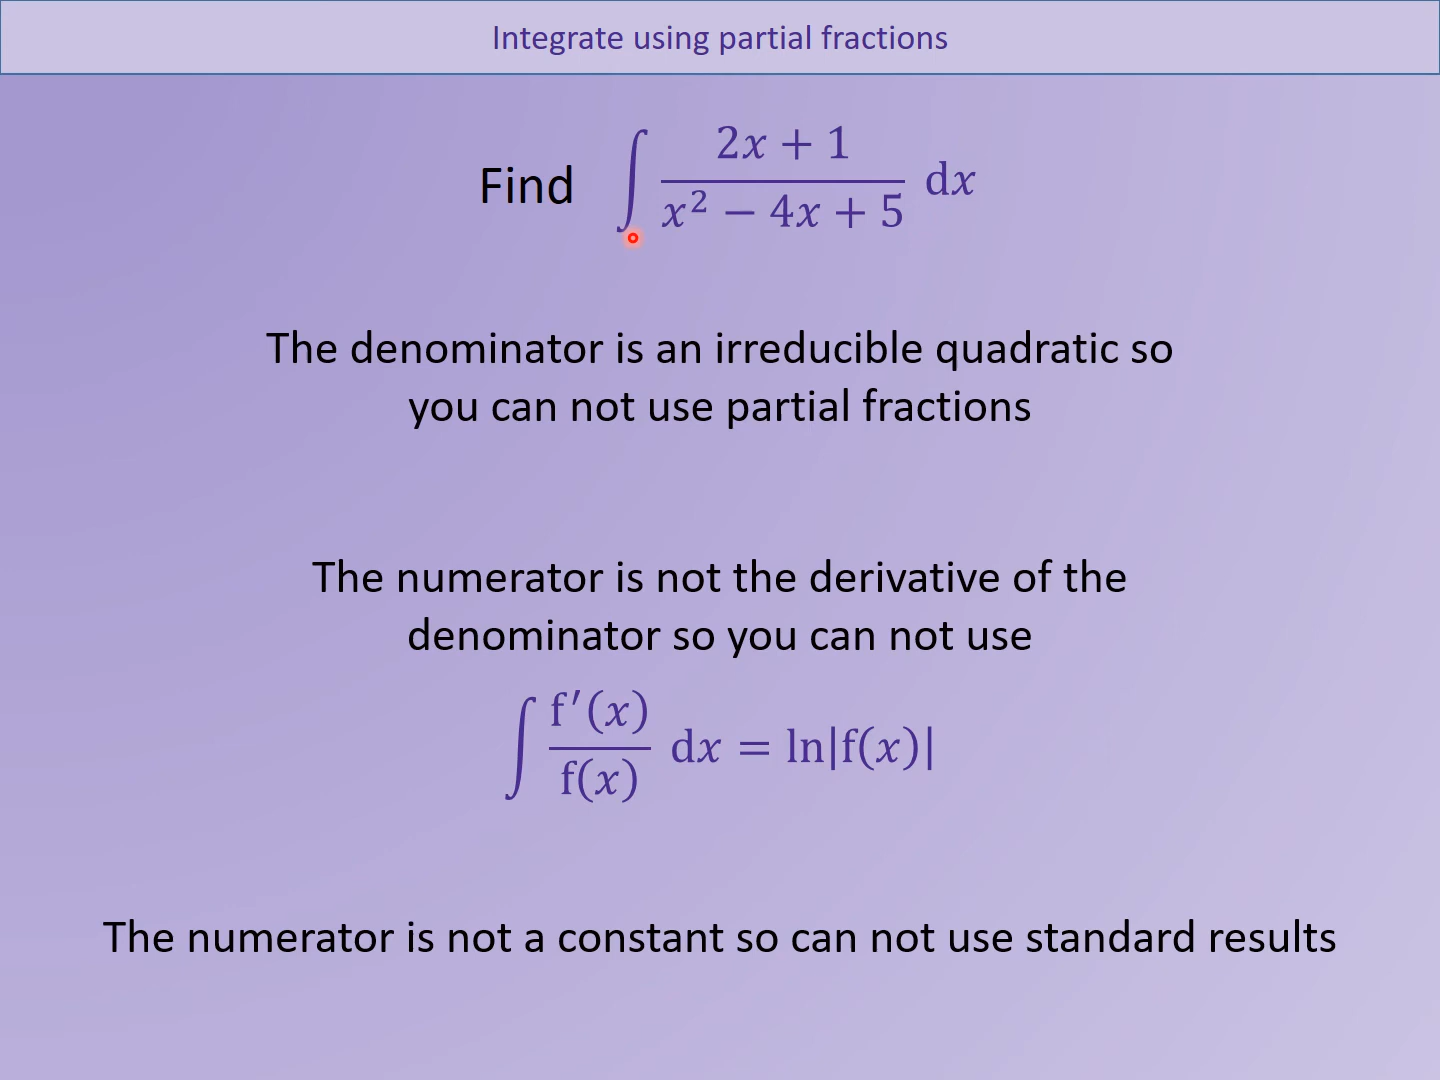 Integrate using partial fractions
Find ∫ (2x + 1)/(x² − 4x + 5) dx
The denominator is an irreducible quadratic so
you can not use partial fractions
The numerator is not the derivative of the
denominator so you can not use
∫ f′(x)/f(x) dx = ln|f(x)|
The numerator is not a constant so can not use standard results